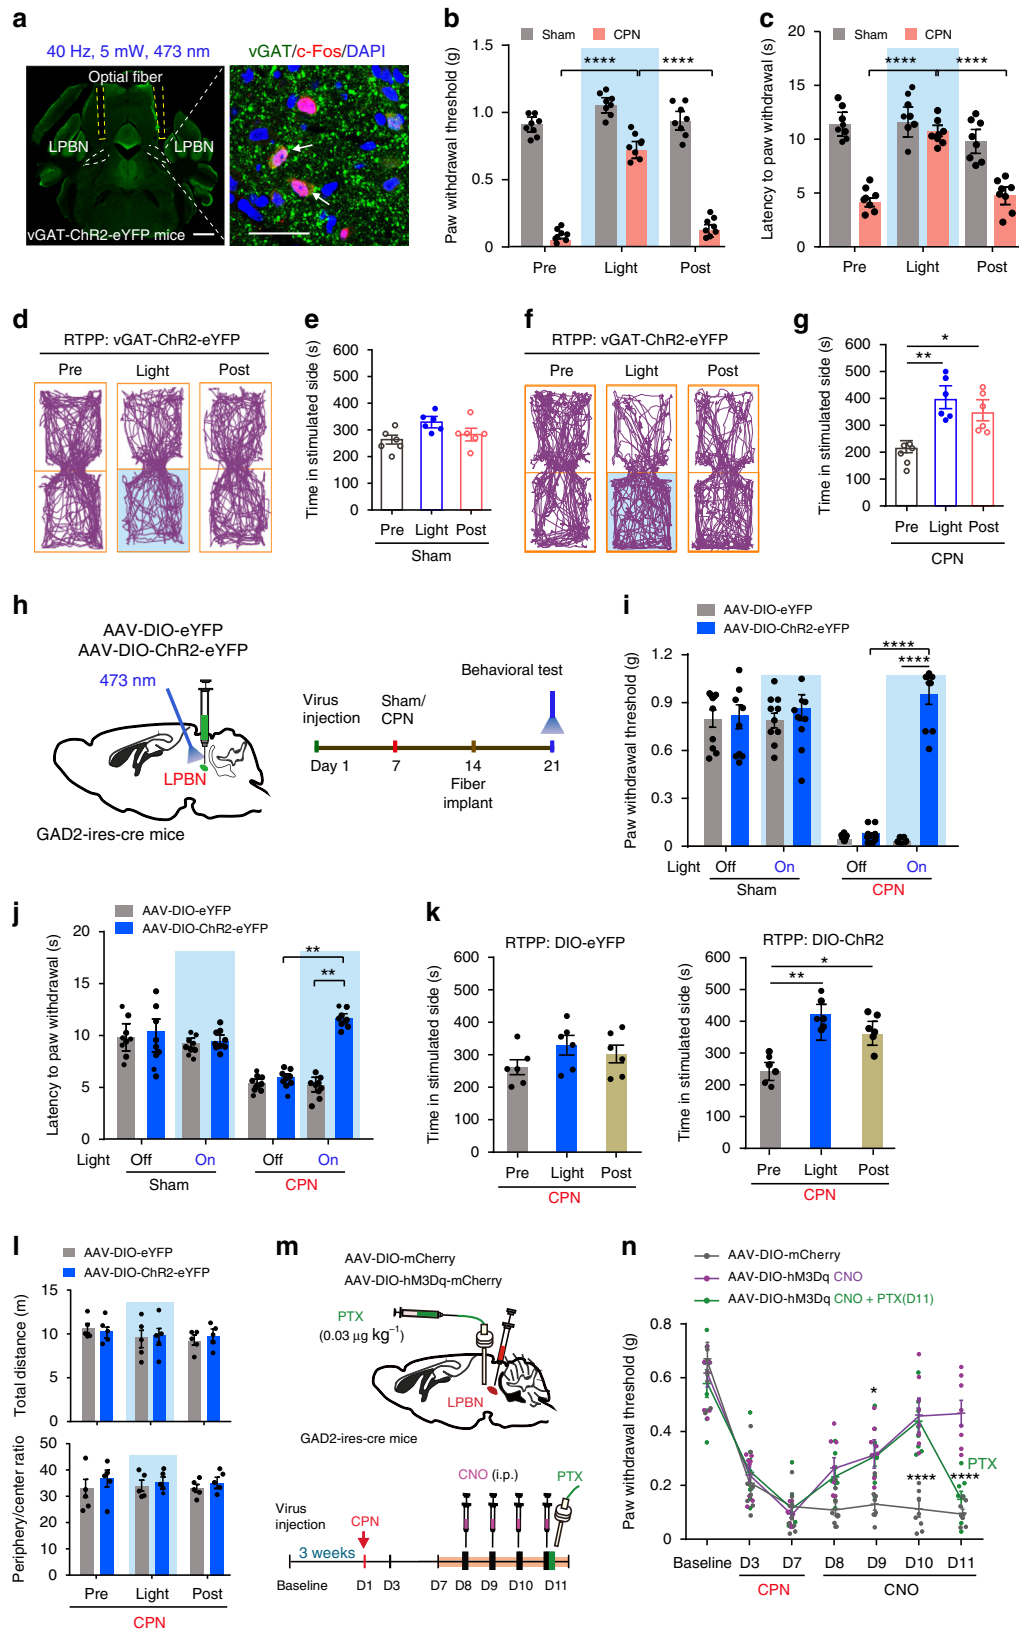 a
40 Hz, 5 mW, 473 nm
vGAT/c-Fos/DAPI
Optial fiber
LPBN
LPBN
vGAT-ChR2-eYFP mice
b
Sham
CPN
Paw withdrawal threshold (g)
1.5
1.0
0.5
0
****
****
Pre
Light
Post
c
Sham
CPN
Latency to paw withdrawal (s)
20
15
10
5
0
****
****
Pre
Light
Post
d
RTPP: vGAT-ChR2-eYFP
Pre
Light
Post
e
Time in stimulated side (s)
600
500
400
300
200
100
0
Pre
Light
Post
Sham
f
RTPP: vGAT-ChR2-eYFP
Pre
Light
Post
g
Time in stimulated side (s)
600
500
400
300
200
100
0
*
**
Pre
Light
Post
CPN
h
AAV-DIO-eYFP
AAV-DIO-ChR2-eYFP
473 nm
LPBN
GAD2-ires-cre mice
Behavioral test
Virus injection
Sham/CPN
Day 1
7
14
21
Fiber implant
i
AAV-DIO-eYFP
AAV-DIO-ChR2-eYFP
Paw withdrawal threshold (g)
1.2
0.9
0.6
0.3
0
****
****
Light
Off
On
Off
On
Sham
CPN
j
AAV-DIO-eYFP
AAV-DIO-ChR2-eYFP
Latency to paw withdrawal (s)
20
15
10
5
0
**
**
Light
Off
On
Off
On
Sham
CPN
k
RTPP: DIO-eYFP
Time in stimulated side (s)
600
500
400
300
200
100
0
Pre
Light
Post
CPN
RTPP: DIO-ChR2
Time in stimulated side (s)
600
500
400
300
200
100
0
*
**
Pre
Light
Post
CPN
l
AAV-DIO-eYFP
AAV-DIO-ChR2-eYFP
Total distance (m)
15
10
5
0
Periphery/center ratio
50
40
30
20
10
0
Pre
Light
Post
CPN
m
AAV-DIO-mCherry
AAV-DIO-hM3Dq-mCherry
PTX
(0.03 μg kg⁻¹)
LPBN
GAD2-ires-cre mice
CNO (i.p.)
PTX
Virus injection
CPN
3 weeks
Baseline
D1
D3
D7
D8
D9
D10
D11
n
AAV-DIO-mCherry
AAV-DIO-hM3Dq CNO
AAV-DIO-hM3Dq CNO + PTX(D11)
Paw withdrawal threshold (g)
0.8
0.6
0.4
0.2
0
*
****
****
PTX
Baseline
D3
D7
D8
D9
D10
D11
CPN
CNO